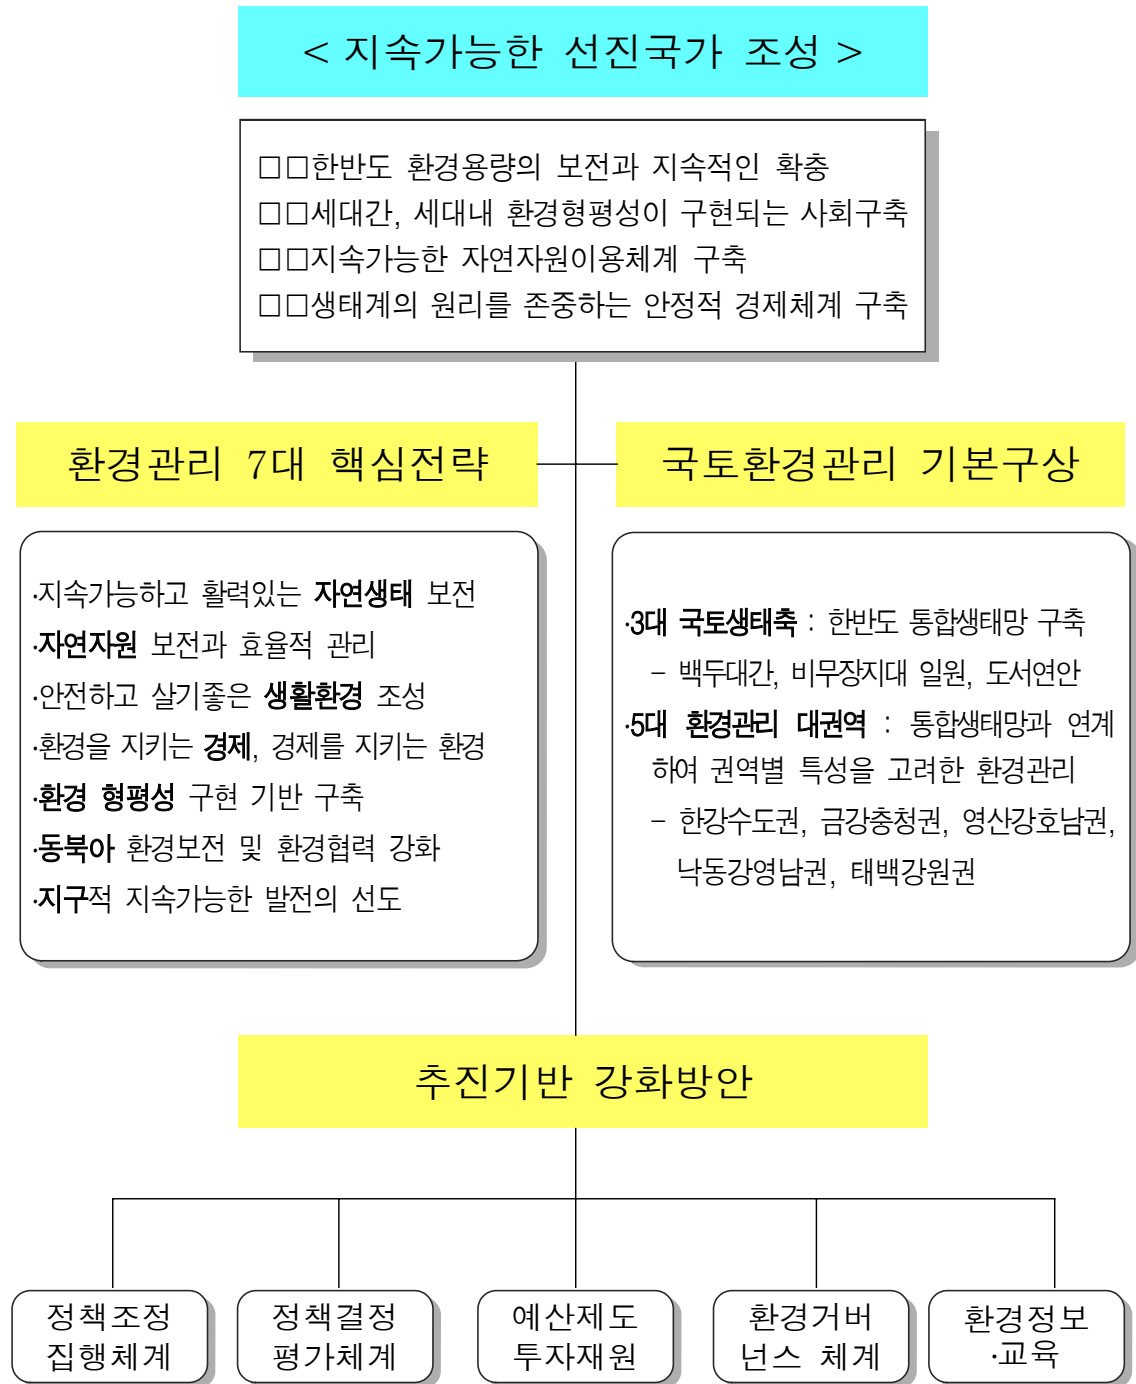 < 지속가능한 선진국가 조성 >
□□한반도 환경용량의 보전과 지속적인 확충
□□세대간, 세대내 환경형평성이 구현되는 사회구축
□□지속가능한 자연자원이용체계 구축
□□생태계의 원리를 존중하는 안정적 경제체계 구축
환경관리 7대 핵심전략
·지속가능하고 활력있는 자연생태 보전
·자연자원 보전과 효율적 관리
·안전하고 살기좋은 생활환경 조성
·환경을 지키는 경제, 경제를 지키는 환경
·환경 형평성 구현 기반 구축
·동북아 환경보전 및 환경협력 강화
·지구적 지속가능한 발전의 선도
국토환경관리 기본구상
·3대 국토생태축 : 한반도 통합생태망 구축
- 백두대간, 비무장지대 일원, 도서연안
·5대 환경관리 대권역 : 통합생태망과 연계
하여 권역별 특성을 고려한 환경관리
- 한강수도권, 금강충청권, 영산강호남권,
낙동강영남권, 태백강원권
추진기반 강화방안
정책조정
집행체계
정책결정
평가체계
예산제도
투자재원
환경거버
넌스 체계
환경정보
·교육